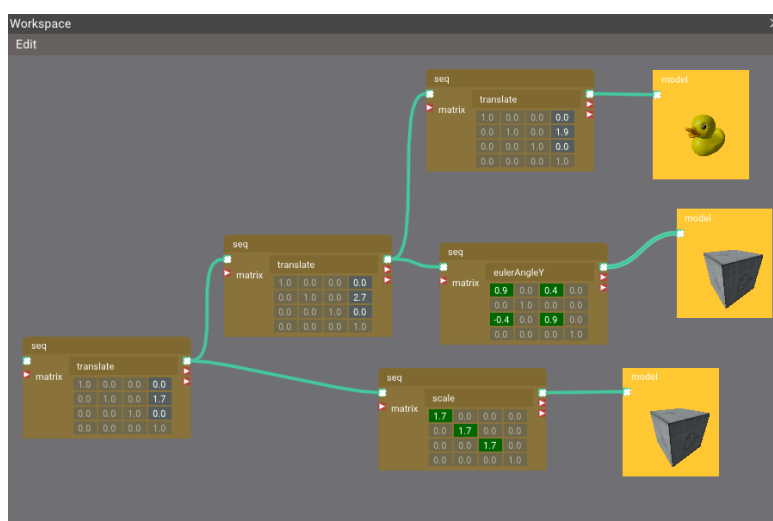 Workspace
Edit
seq
translate
matrix
1.0 0.0 0.0 0.0
0.0 1.0 0.0 1.9
0.0 0.0 1.0 0.0
0.0 0.0 0.0 1.0
model
seq
translate
matrix
1.0 0.0 0.0 0.0
0.0 1.0 0.0 2.7
0.0 0.0 1.0 0.0
0.0 0.0 0.0 1.0
seq
eulerAngleY
matrix
0.9 0.0 0.4 0.0
0.0 1.0 0.0 0.0
-0.4 0.0 0.9 0.0
0.0 0.0 0.0 1.0
model
seq
translate
matrix
1.0 0.0 0.0 0.0
0.0 1.0 0.0 1.7
0.0 0.0 1.0 0.0
0.0 0.0 0.0 1.0
seq
scale
matrix
1.7 0.0 0.0 0.0
0.0 1.7 0.0 0.0
0.0 0.0 1.7 0.0
0.0 0.0 0.0 1.0
model